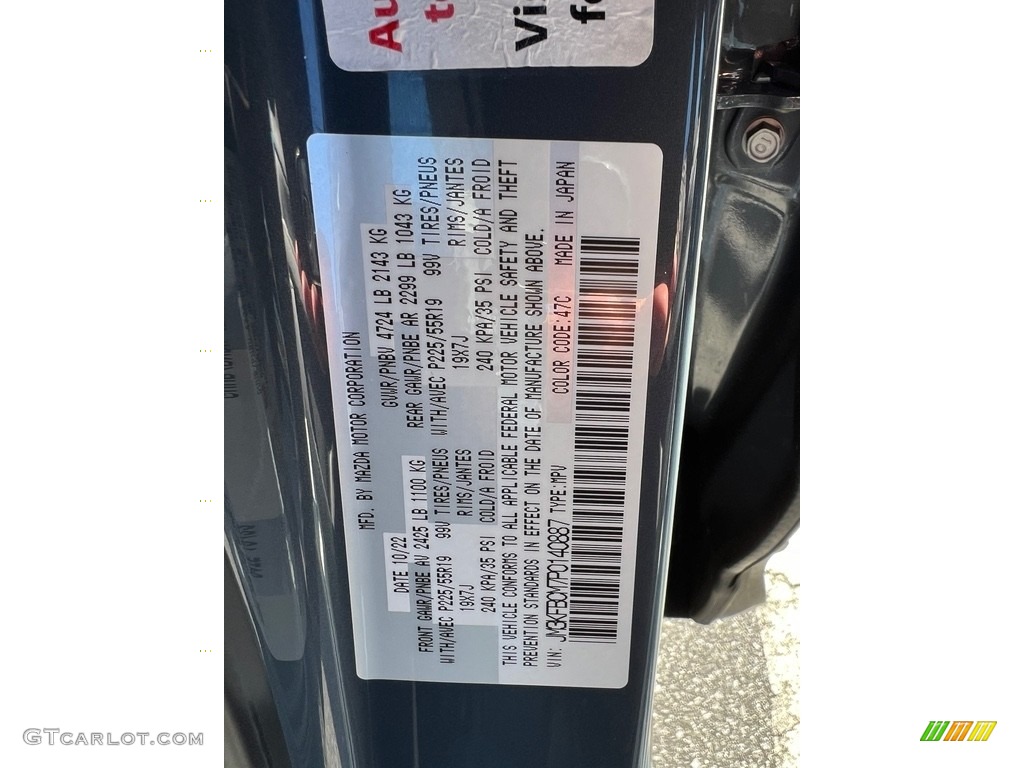 Au
t
Vi
f
MFD. BY MAZDA MOTOR CORPORATION
DATE 10/22 GVWR/PNBV 4724 LB 2143 KG
FRONT GAWR/PNBE AV 2425 LB 1100 KG REAR GAWR/PNBE AR 2299 LB 1043 KG
WITH/AVEC P225/55R19 99V TIRES/PNEUS WITH/AVEC P225/55R19 99V TIRES/PNEUS
19X7J RIMS/JANTES 19X7J RIMS/JANTES
240 KPA/35 PSI COLD/A FROID 240 KPA/35 PSI COLD/A FROID
THIS VEHICLE CONFORMS TO ALL APPLICABLE FEDERAL MOTOR VEHICLE SAFETY AND THEFT
PREVENTION STANDARDS IN EFFECT ON THE DATE OF MANUFACTURE SHOWN ABOVE.
VIN: JM3KFB0Y7P0140887 TYPE:MPV COLOR CODE:47C MADE IN JAPAN
10
GTCARLOT.COM